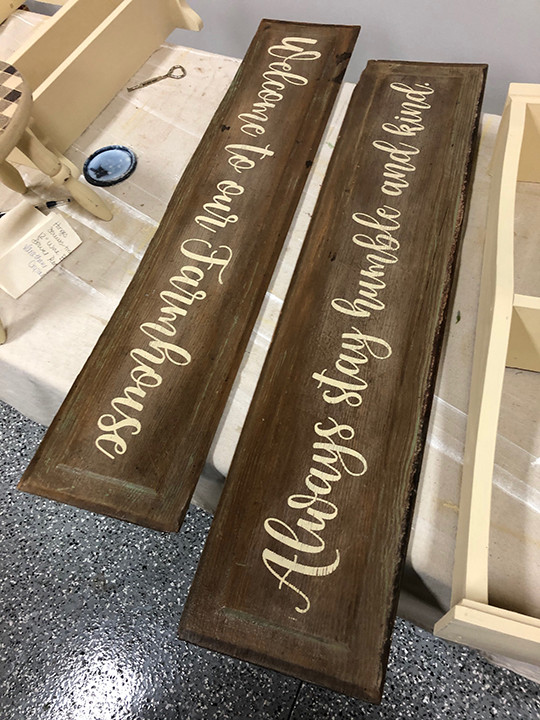 Welcome to our Farmhouse
Always stay humble and kind.